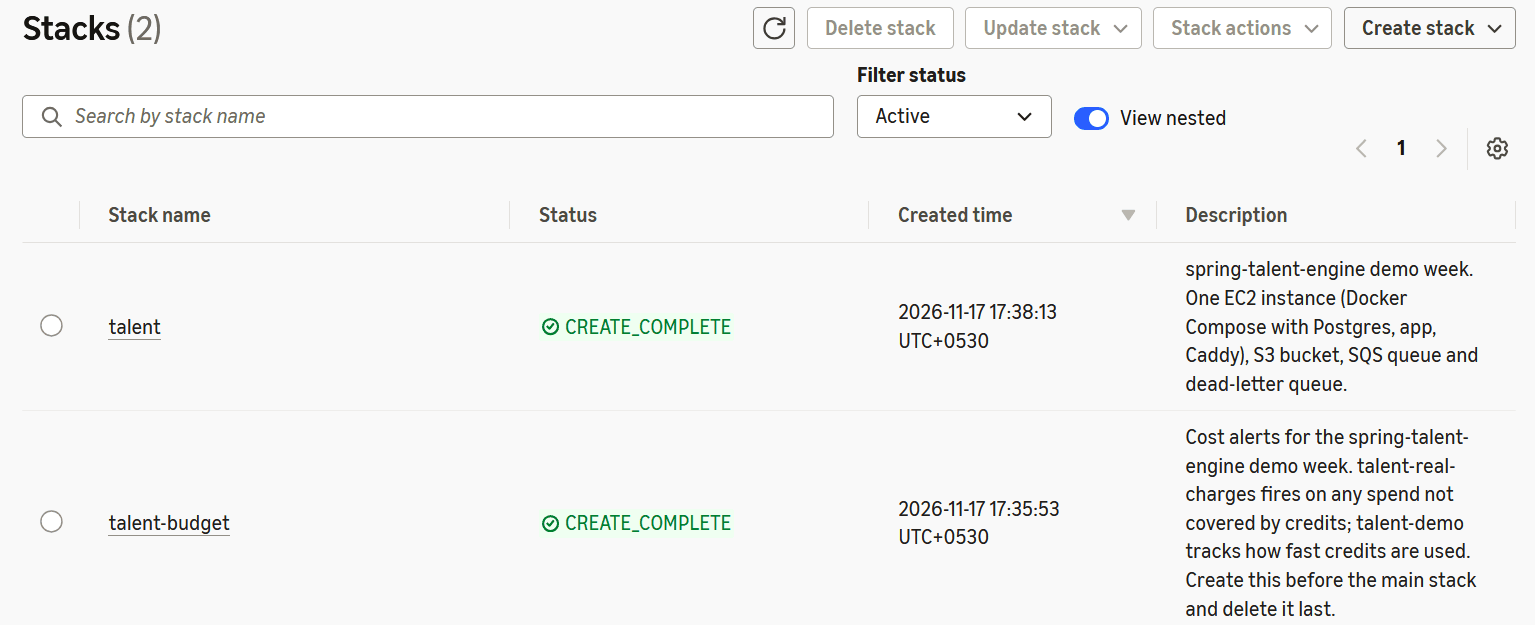 Stacks (2)
Delete stack
Update stack
Stack actions
Create stack
Filter status
Search by stack name
Active
View nested
1
Stack name
Status
Created time
Description
talent
CREATE_COMPLETE
2026-11-17 17:38:13
UTC+0530
spring-talent-engine demo week.
One EC2 instance (Docker
Compose with Postgres, app,
Caddy), S3 bucket, SQS queue and
dead-letter queue.
talent-budget
CREATE_COMPLETE
2026-11-17 17:35:53
UTC+0530
Cost alerts for the spring-talent-
engine demo week. talent-real-
charges fires on any spend not
covered by credits; talent-demo
tracks how fast credits are used.
Create this before the main stack
and delete it last.